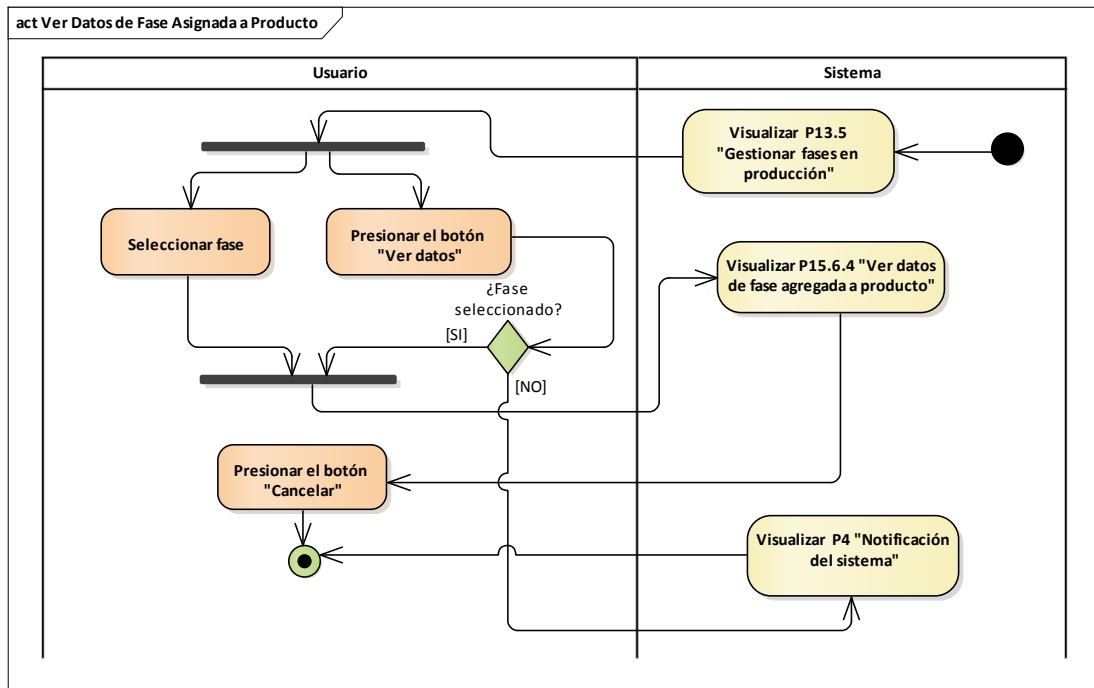 act Ver Datos de Fase Asignada a Producto
Usuario
Sistema
Visualizar P13.5
"Gestionar fases en
producción"
Seleccionar fase
Presionar el botón
"Ver datos"
Visualizar P15.6.4 "Ver datos
de fase agregada a producto"
¿Fase
seleccionado?
[SI]
[NO]
Presionar el botón
"Cancelar"
Visualizar P4 "Notificación
del sistema"